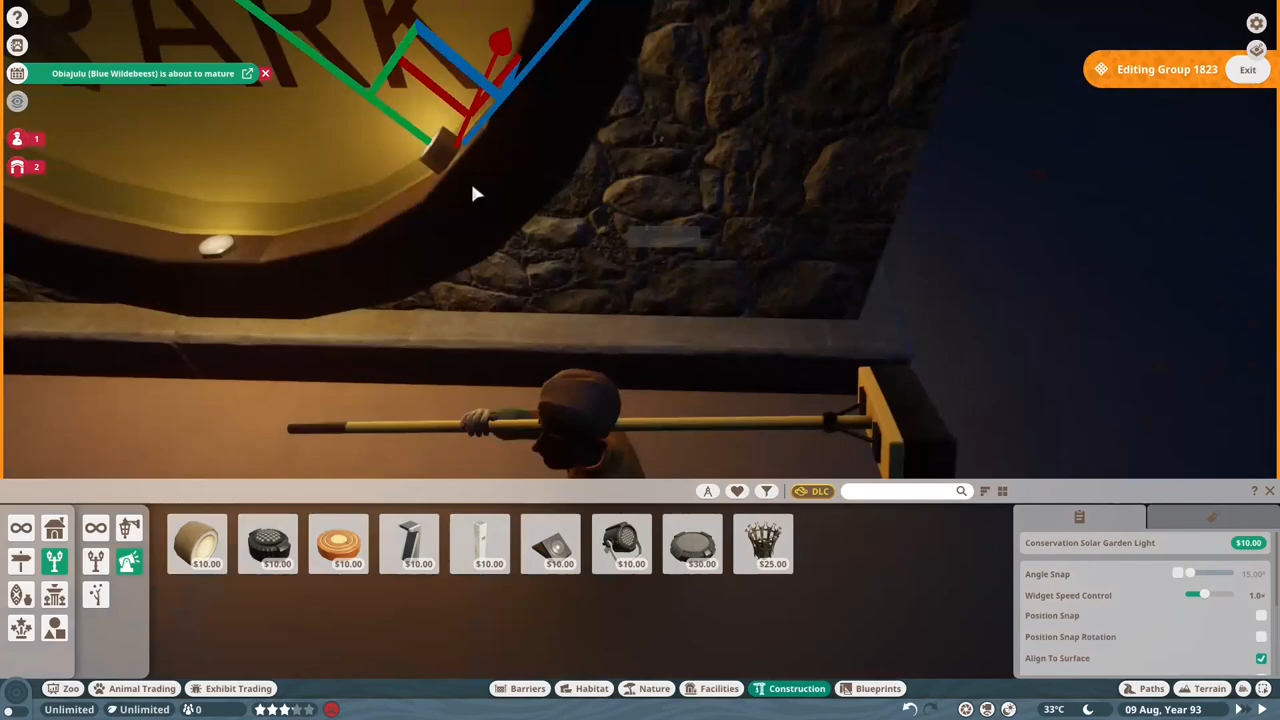 PARK
?
Obiajulu (Blue Wildebeest) is about to mature
Editing Group 1823
Exit
1
2
DLC
?
$10.00
$10.00
$10.00
$10.00
$10.00
$10.00
$10.00
$30.00
$25.00
Conservation Solar Garden Light
$10.00
Angle Snap
15.00°
Widget Speed Control
1.0×
Position Snap
Position Snap Rotation
Align To Surface
Zoo
Animal Trading
Exhibit Trading
Barriers
Habitat
Nature
Facilities
Construction
Blueprints
Paths
Terrain
Unlimited
Unlimited
0
33°C
09 Aug, Year 93